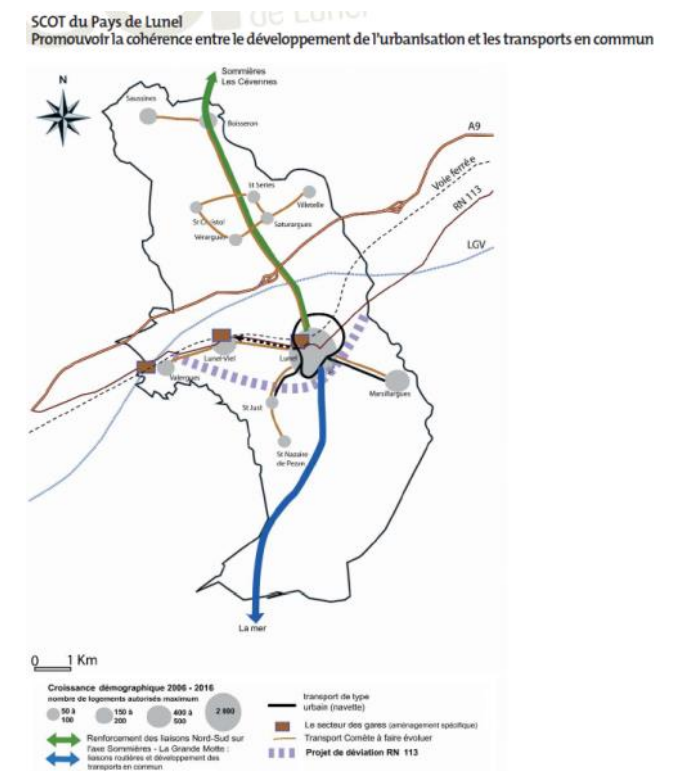 SCOT du Pays de Lunel
Promouvoir la cohérence entre le développement de l'urbanisation et les transports en commun
N
Sommières
Les Cévennes
Saussines
Boisseron
A9
Voie ferrée
RN 113
St Series
Villetelle
St Christol
Saturargues
Vérargues
LGV
Lunel-Viel
Lunel
Valergues
Marsillargues
St Just
St Nazaire
de Pezan
La mer
0 1 Km
Croissance démographique 2006 - 2016
nombre de logements autorisés maximum
50 à
100
150 à
200
400 à
500
Renforcement des liaisons Nord-Sud sur
l'axe Sommières - La Grande Motte :
liaisons routières et développement des
transports en commun
transport de type
urbain (navette)
Le secteur des gares (aménagement spécifique)
Transport Comète à faire évoluer
Projet de déviation RN 113